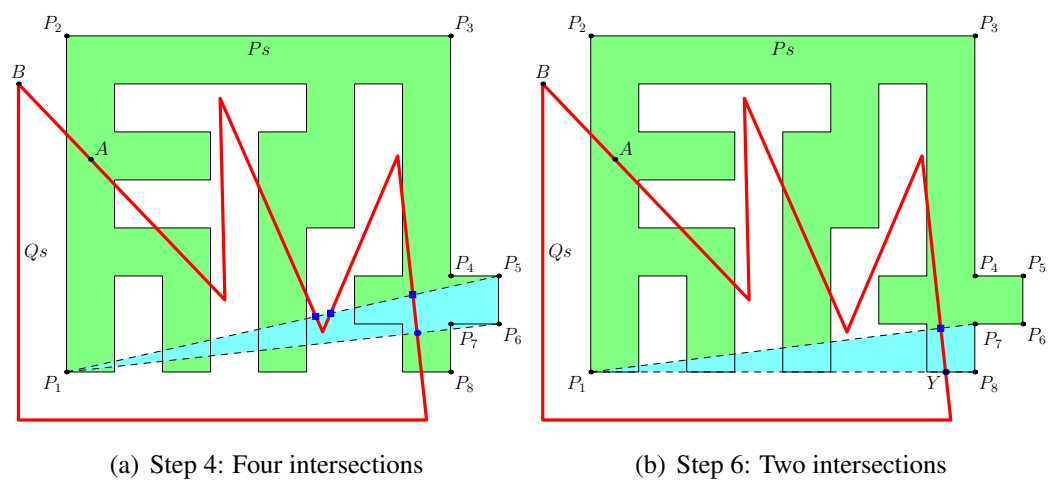 P2 P3 P2 P3
Ps Ps
B B
A A
Qs Qs
P4 P5 P4 P5
P7 P6 P7 P6
P1 P8 P1 Y P8
(a) Step 4: Four intersections
(b) Step 6: Two intersections